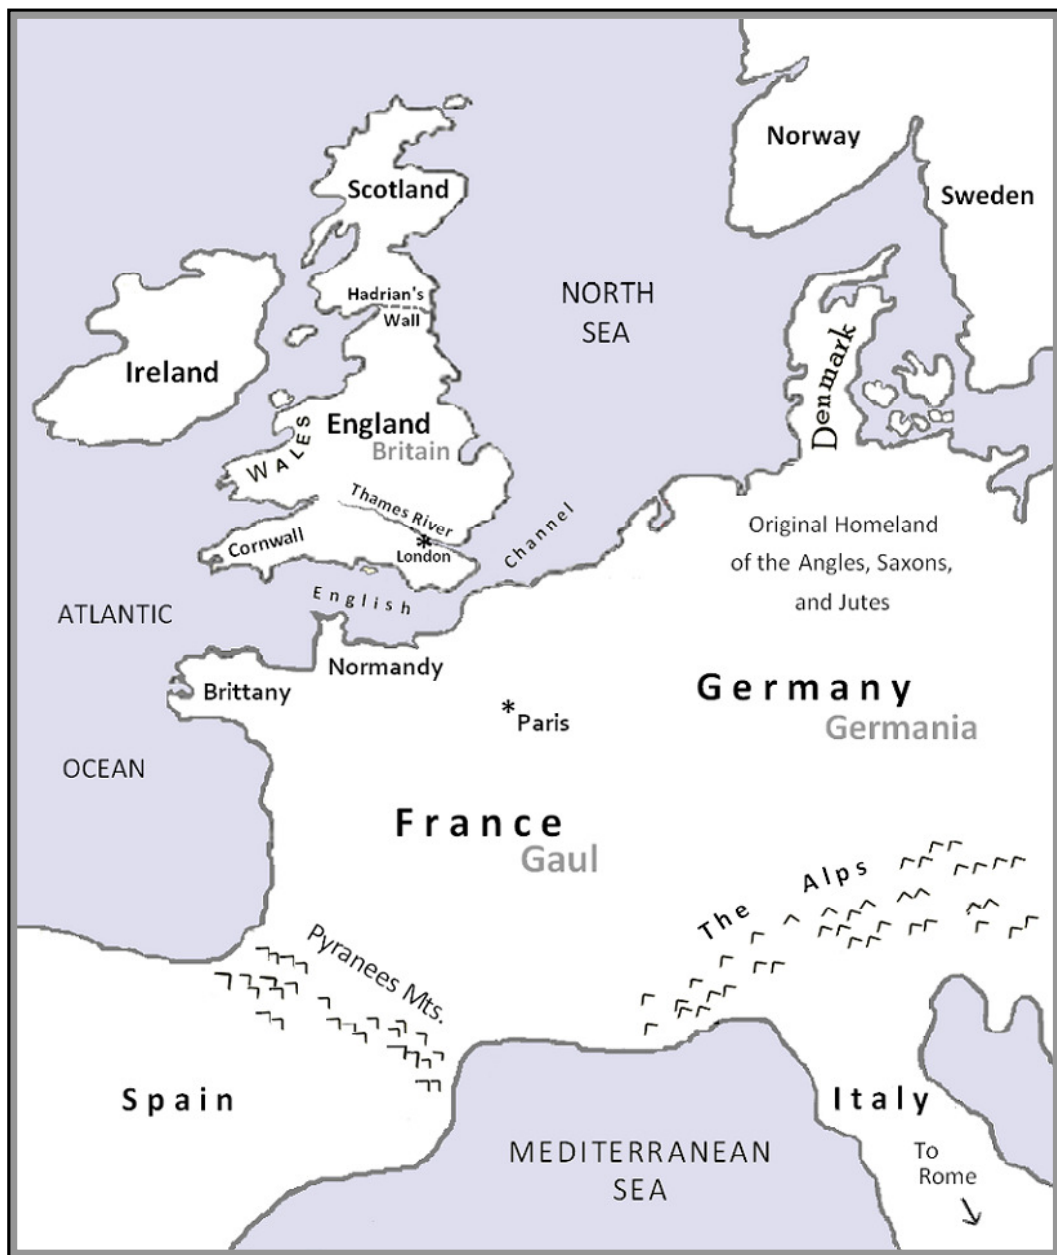 Norway
Scotland
Sweden
Hadrian's
Wall
NORTH
SEA
Ireland
Denmark
England
Britain
WALES
Thames River
Cornwall
*
London
Channel
English
Original Homeland
of the Angles, Saxons,
and Jutes
ATLANTIC
OCEAN
Normandy
Brittany
*
Paris
Germany
Germania
France
Gaul
The Alps
Pyranees Mts.
Spain
Italy
MEDITERRANEAN
SEA
To
Rome